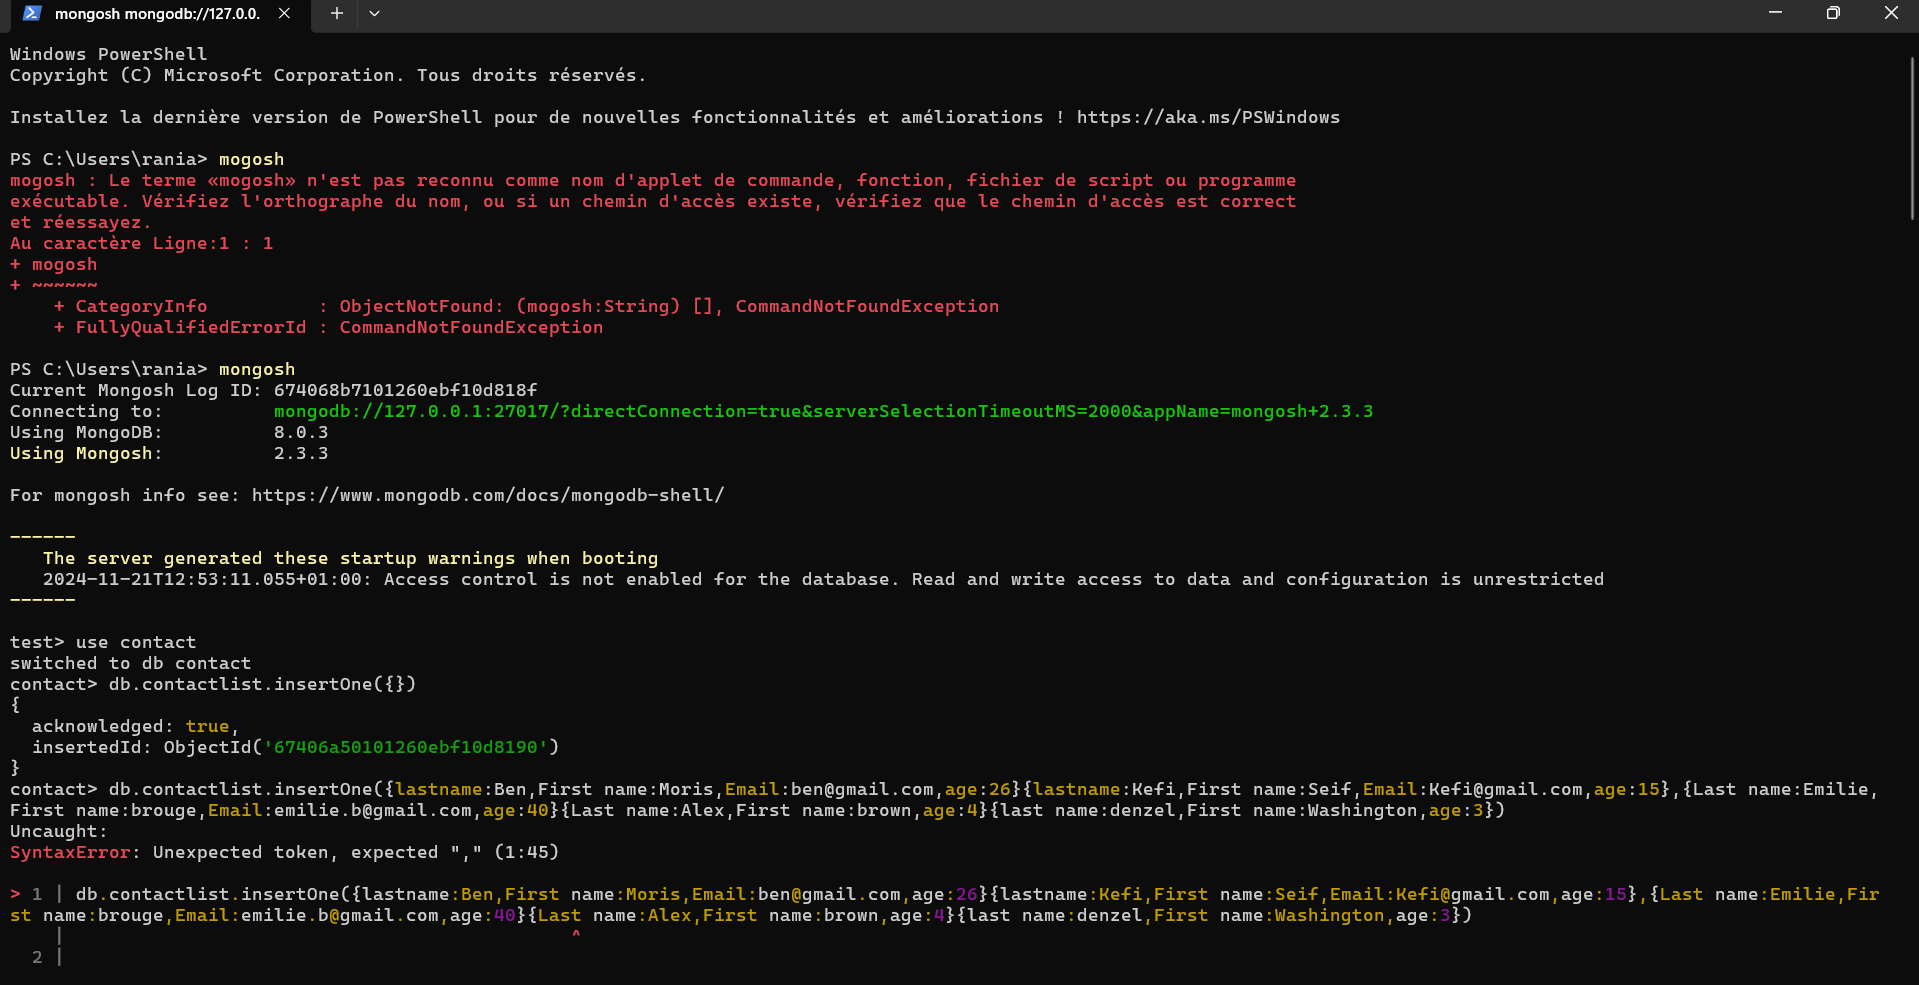 mongosh mongodb://127.0.0.
Windows PowerShell
Copyright (C) Microsoft Corporation. Tous droits réservés.
Installez la dernière version de PowerShell pour de nouvelles fonctionnalités et améliorations ! https://aka.ms/PSWindows
PS C:\Users\rania> mogosh
mogosh : Le terme «mogosh» n'est pas reconnu comme nom d'applet de commande, fonction, fichier de script ou programme
exécutable. Vérifiez l'orthographe du nom, ou si un chemin d'accès existe, vérifiez que le chemin d'accès est correct
et réessayez.
Au caractère Ligne:1 : 1
+ mogosh
+ ~~~~~~
    + CategoryInfo          : ObjectNotFound: (mogosh:String) [], CommandNotFoundException
    + FullyQualifiedErrorId : CommandNotFoundException
PS C:\Users\rania> mongosh
Current Mongosh Log ID: 674068b7101260ebf10d818f
Connecting to:          mongodb://127.0.0.1:27017/?directConnection=true&serverSelectionTimeoutMS=2000&appName=mongosh+2.3.3
Using MongoDB:          8.0.3
Using Mongosh:          2.3.3
For mongosh info see: https://www.mongodb.com/docs/mongodb-shell/
------
   The server generated these startup warnings when booting
   2024-11-21T12:53:11.055+01:00: Access control is not enabled for the database. Read and write access to data and configuration is unrestricted
------
test> use contact
switched to db contact
contact> db.contactlist.insertOne({})
{
  acknowledged: true,
  insertedId: ObjectId('67406a50101260ebf10d8190')
}
contact> db.contactlist.insertOne({lastname:Ben,First name:Moris,Email:ben@gmail.com,age:26}{lastname:Kefi,First name:Seif,Email:Kefi@gmail.com,age:15},{Last name:Emilie,
First name:brouge,Email:emilie.b@gmail.com,age:40}{Last name:Alex,First name:brown,age:4}{last name:denzel,First name:Washington,age:3})
Uncaught:
SyntaxError: Unexpected token, expected "," (1:45)
> 1 | db.contactlist.insertOne({lastname:Ben,First name:Moris,Email:ben@gmail.com,age:26}{lastname:Kefi,First name:Seif,Email:Kefi@gmail.com,age:15},{Last name:Emilie,Fir
st name:brouge,Email:emilie.b@gmail.com,age:40}{Last name:Alex,First name:brown,age:4}{last name:denzel,First name:Washington,age:3})
    |                                              ^
  2 |